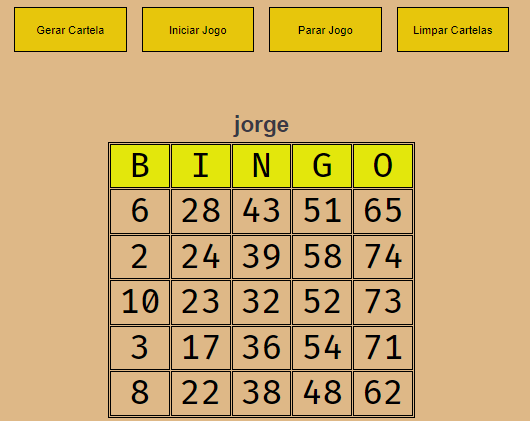 Gerar Cartela Iniciar Jogo Parar Jogo Limpar Cartelas
jorge
B I N G O
6 28 43 51 65
2 24 39 58 74
10 23 32 52 73
3 17 36 54 71
8 22 38 48 62